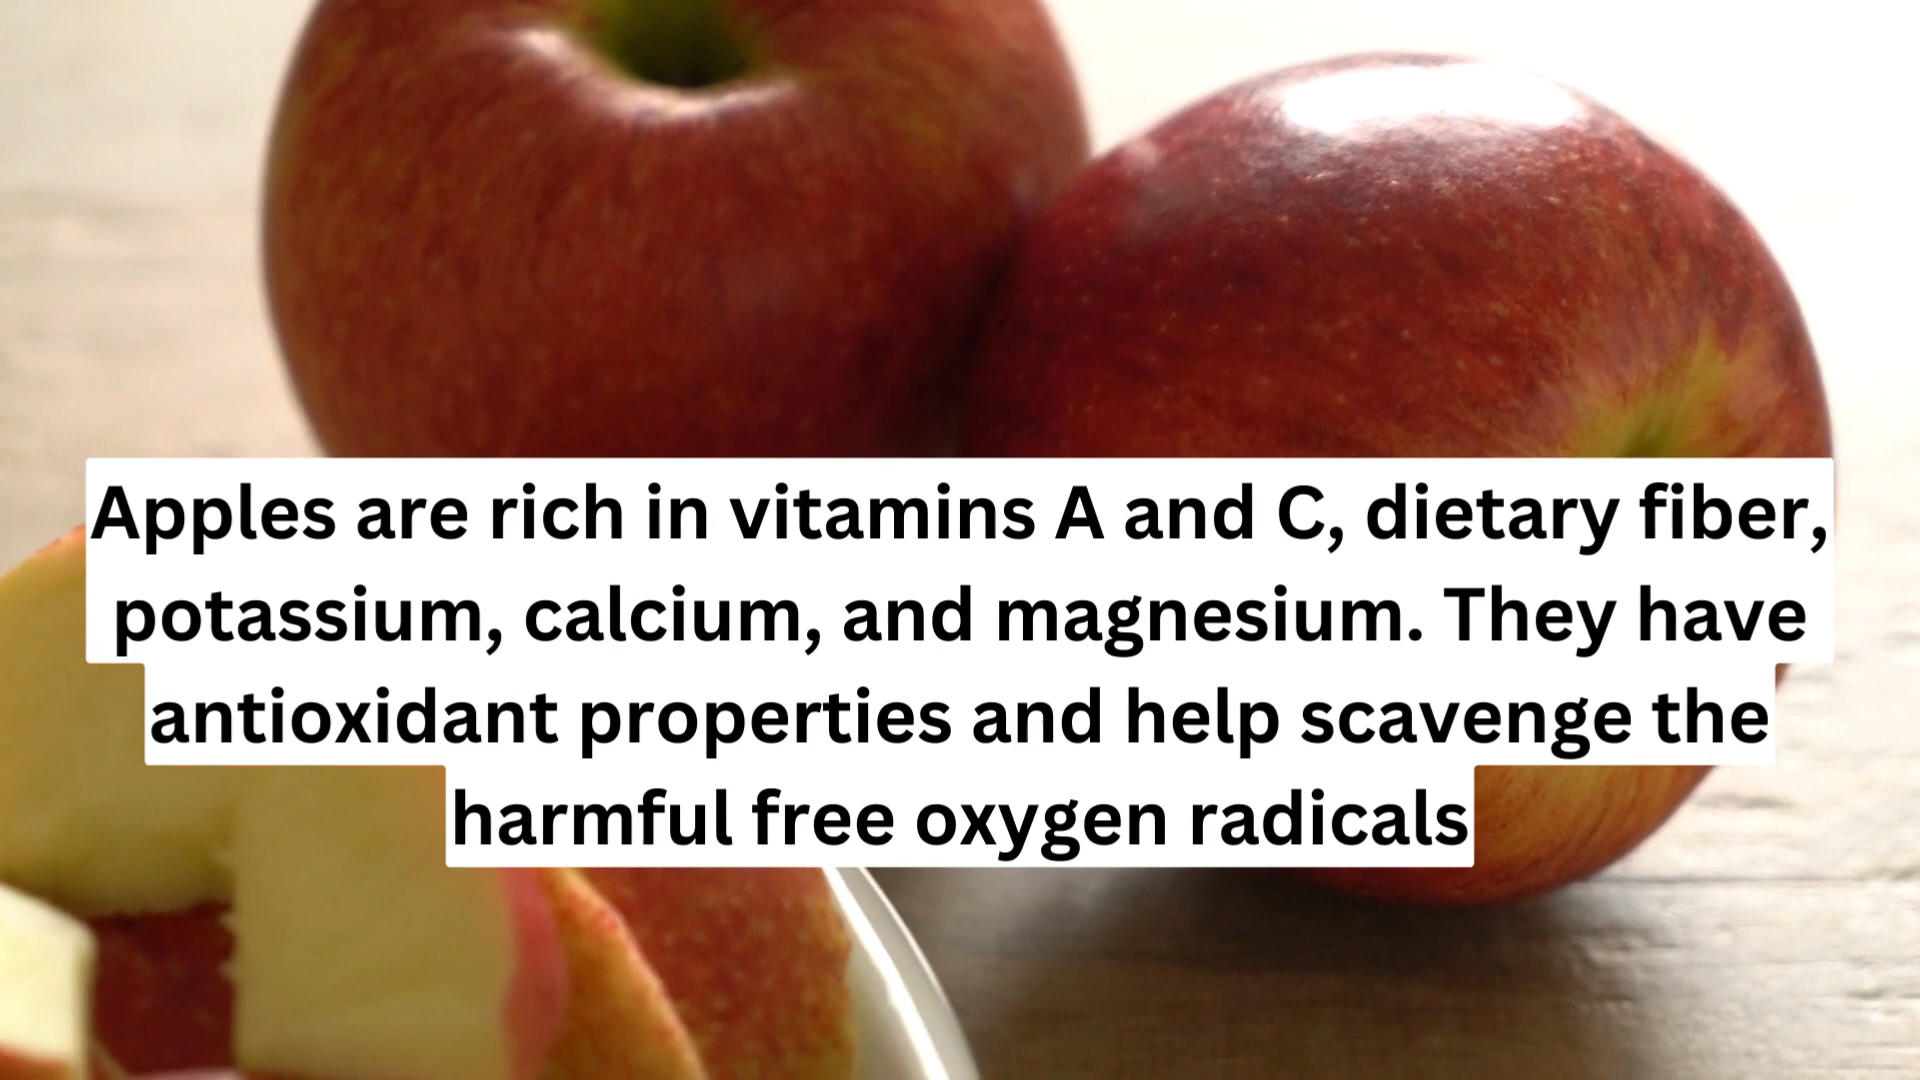 Apples are rich in vitamins A and C, dietary fiber,
potassium, calcium, and magnesium. They have
antioxidant properties and help scavenge the
harmful free oxygen radicals